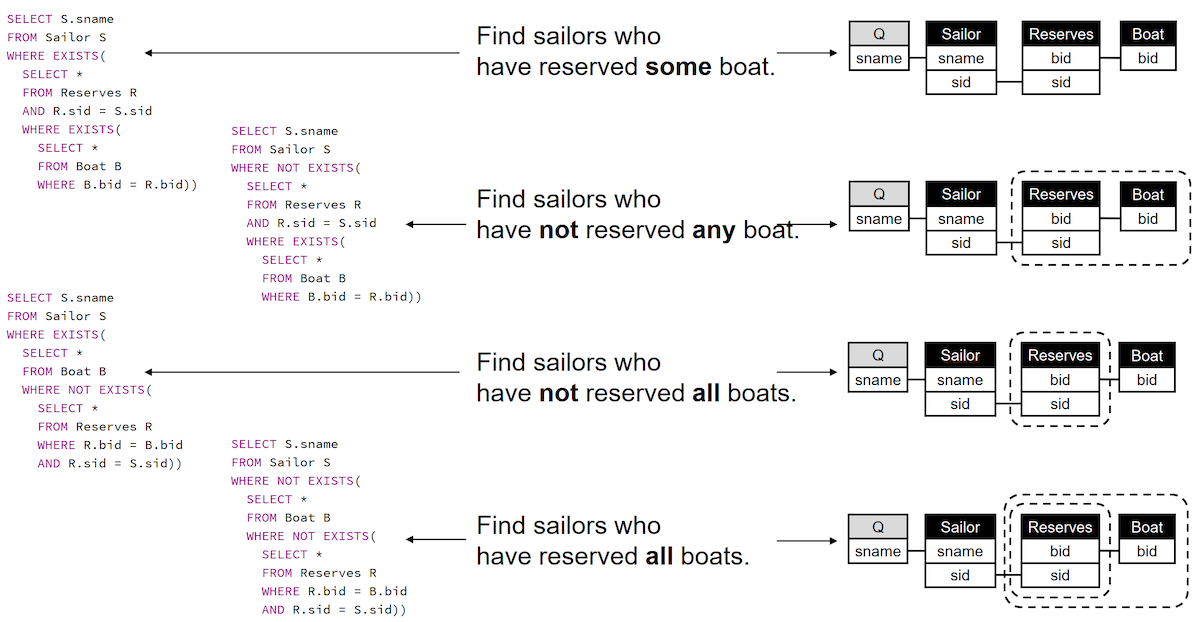 SELECT S.sname
FROM Sailor S
WHERE EXISTS(
SELECT *
FROM Reserves R
AND R.sid = S.sid
WHERE EXISTS(
SELECT *
FROM Boat B
WHERE B.bid = R.bid))
Find sailors who
have reserved some boat.
Q
sname
Sailor
sname
sid
Reserves
bid
sid
Boat
bid
SELECT S.sname
FROM Sailor S
WHERE NOT EXISTS(
SELECT *
FROM Reserves R
AND R.sid = S.sid
WHERE EXISTS(
SELECT *
FROM Boat B
WHERE B.bid = R.bid))
Find sailors who
have not reserved any boat.
Q
sname
Sailor
sname
sid
Reserves
bid
sid
Boat
bid
SELECT S.sname
FROM Sailor S
WHERE EXISTS(
SELECT *
FROM Boat B
WHERE NOT EXISTS(
SELECT *
FROM Reserves R
WHERE R.bid = B.bid
AND R.sid = S.sid))
Find sailors who
have not reserved all boats.
Q
sname
Sailor
sname
sid
Reserves
bid
sid
Boat
bid
SELECT S.sname
FROM Sailor S
WHERE NOT EXISTS(
SELECT *
FROM Boat B
WHERE NOT EXISTS(
SELECT *
FROM Reserves R
WHERE R.bid = B.bid
AND R.sid = S.sid))
Find sailors who
have reserved all boats.
Q
sname
Sailor
sname
sid
Reserves
bid
sid
Boat
bid